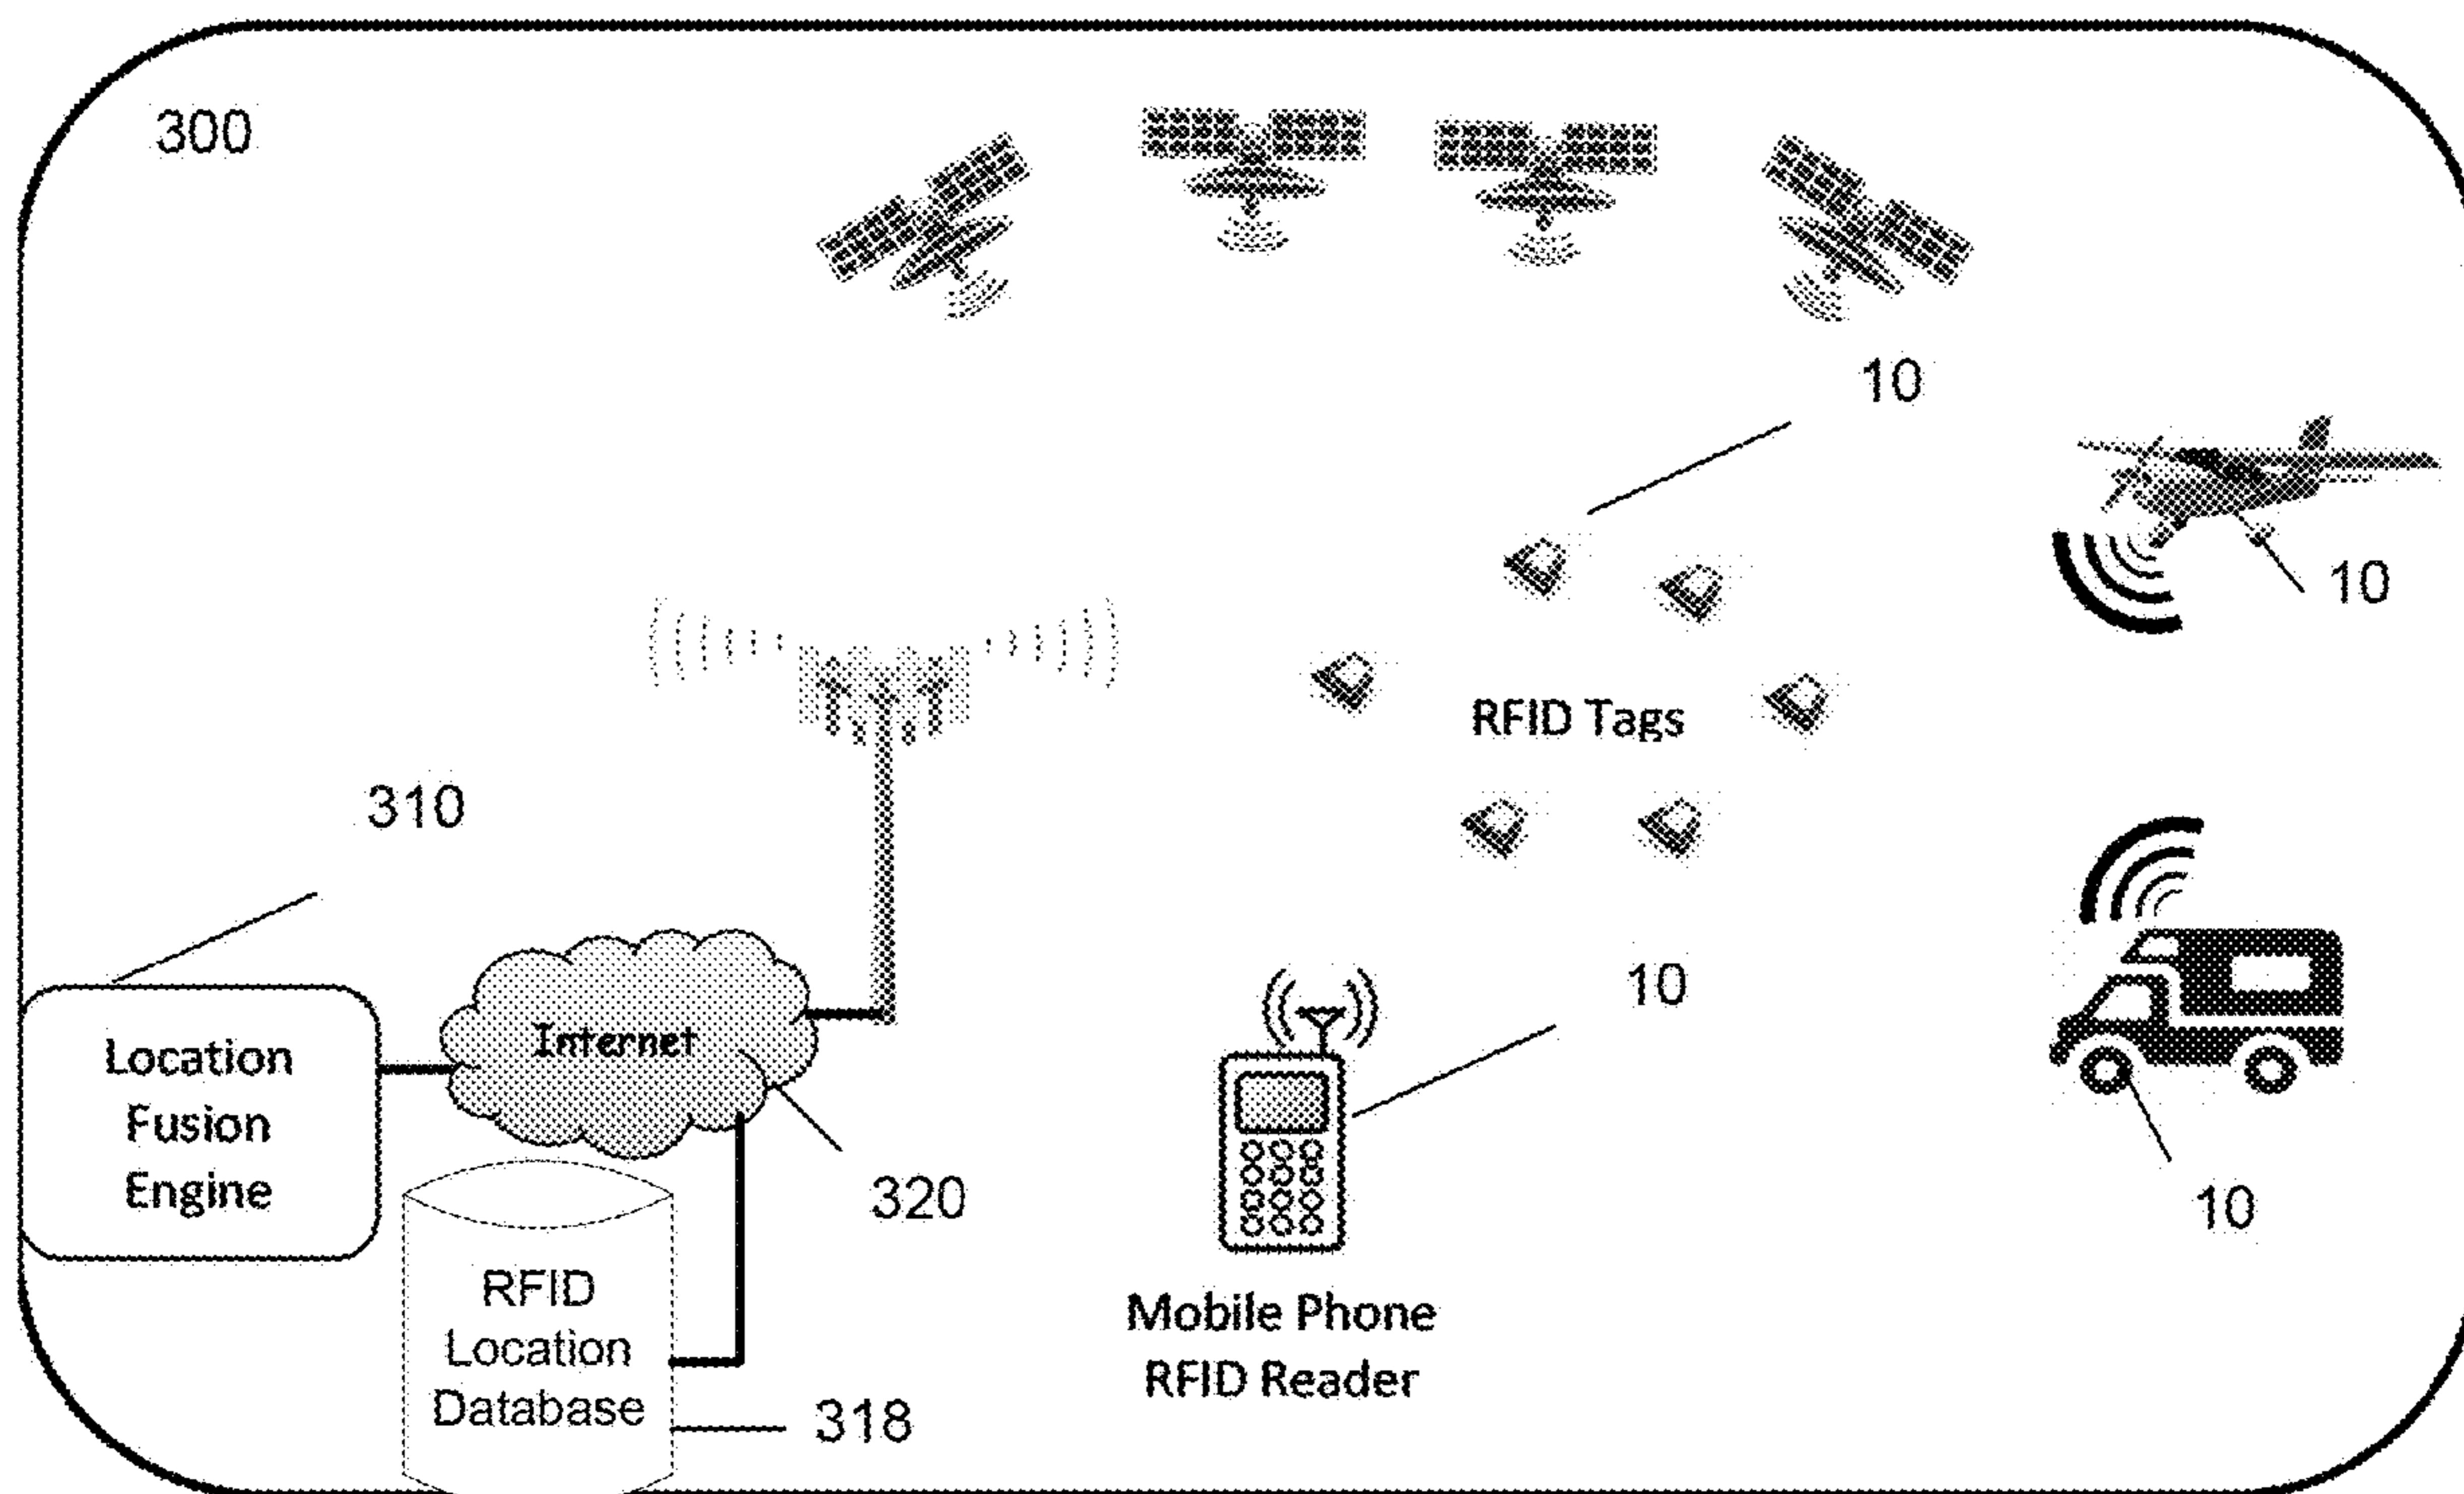 300
10
10
RFID Tags
310
10
Internet
Location
Fusion
Engine
320
10
RFID
Location
Database
Mobile Phone
RFID Reader
318